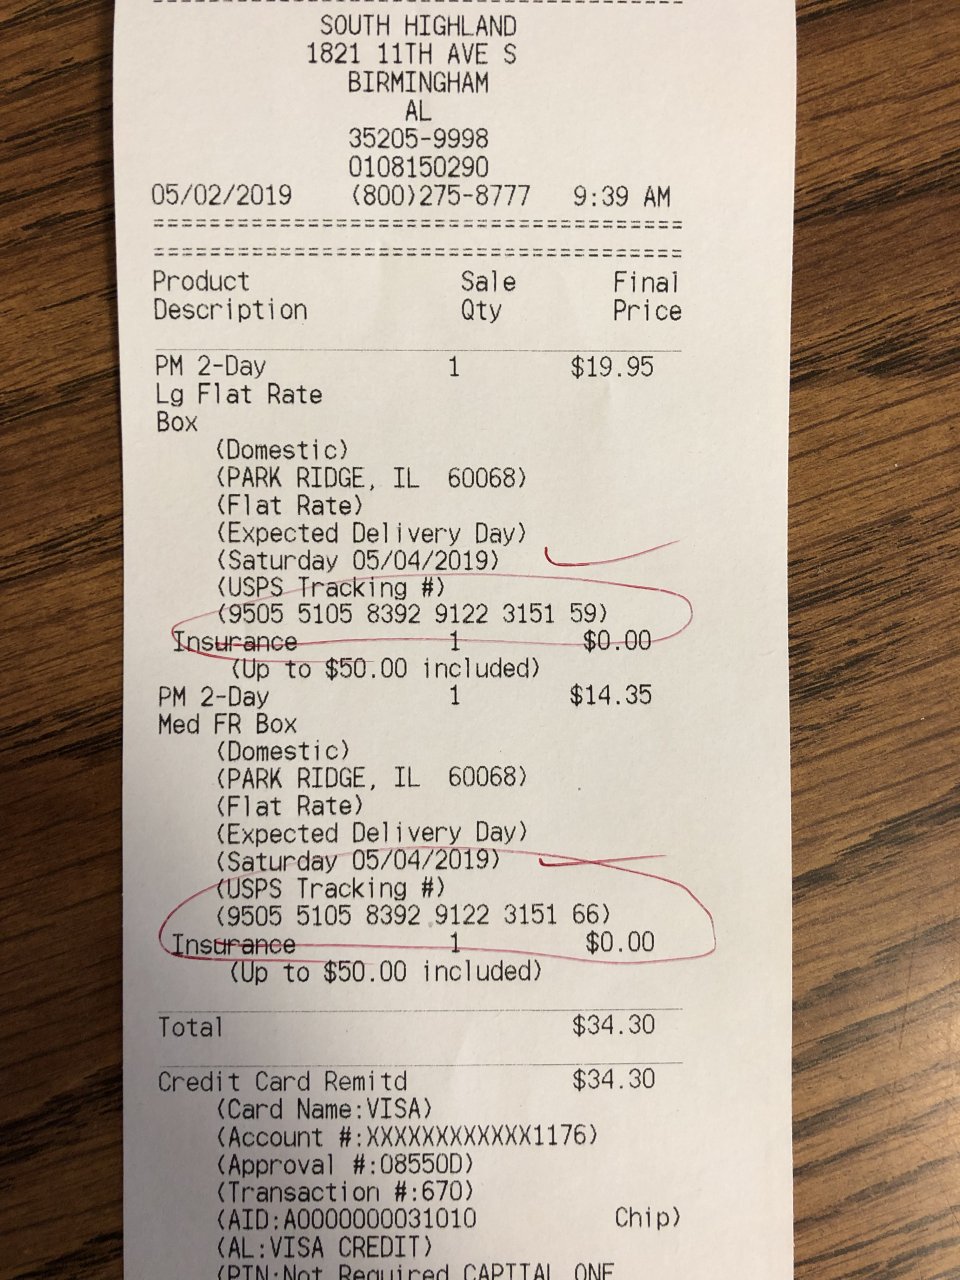 SOUTH HIGHLAND
1821 11TH AVE S
BIRMINGHAM
AL
35205-9998
0108150290
05/02/2019 (800)275-8777 9:39 AM
Product Sale Final
Description Qty Price
PM 2-Day 1 $19.95
Lg Flat Rate
Box
(Domestic)
(PARK RIDGE, IL 60068)
(Flat Rate)
(Expected Delivery Day)
(Saturday 05/04/2019)
(USPS Tracking #)
(9505 5105 8392 9122 3151 59)
Insurance 1 $0.00
(Up to $50.00 included)
PM 2-Day 1 $14.35
Med FR Box
(Domestic)
(PARK RIDGE, IL 60068)
(Flat Rate)
(Expected Delivery Day)
(Saturday 05/04/2019)
(USPS Tracking #)
(9505 5105 8392 9122 3151 66)
Insurance 1 $0.00
(Up to $50.00 included)
Total $34.30
Credit Card Remitd $34.30
(Card Name:VISA)
(Account #:XXXXXXXXXXXX1176)
(Approval #:08550D)
(Transaction #:670)
(AID:A0000000031010 Chip)
(AL:VISA CREDIT)
(PIN:Not Required CAPITAL ONE